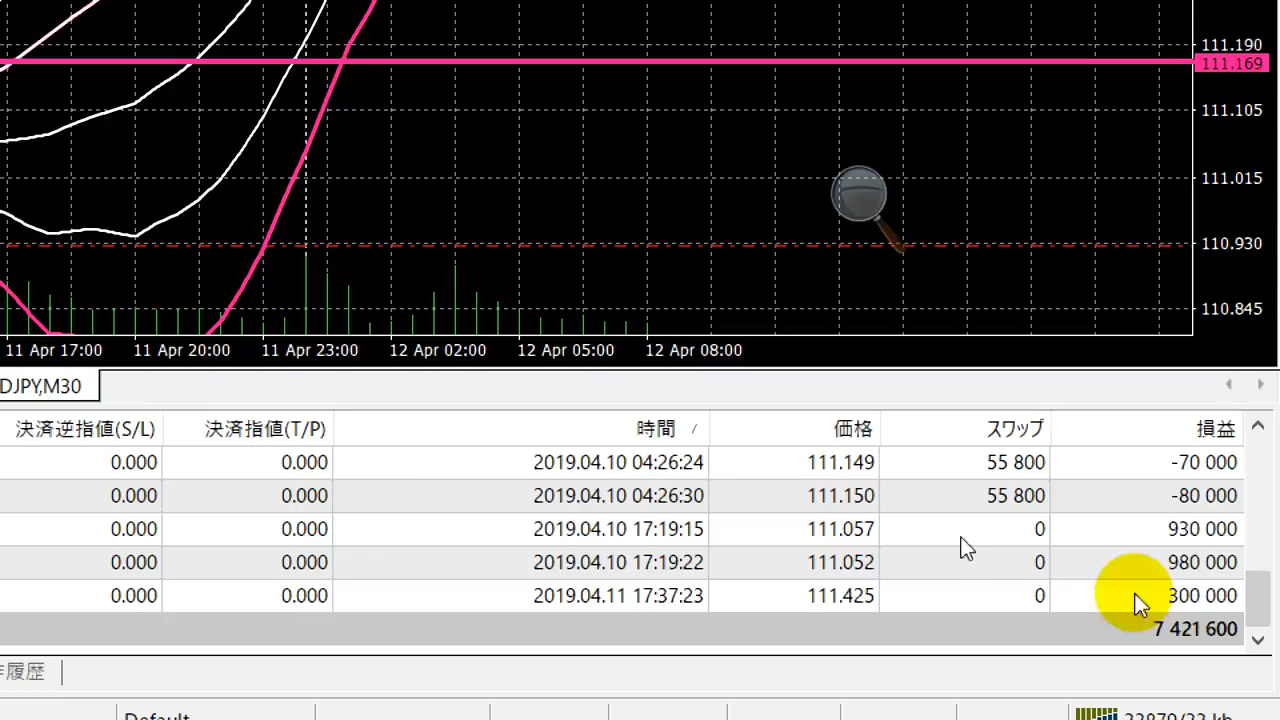 111.190
111.169
111.105
111.015
110.930
110.845
11 Apr 17:00 11 Apr 20:00 11 Apr 23:00 12 Apr 02:00 12 Apr 05:00 12 Apr 08:00
DJPY,M30
決済逆指値(S/L) 決済指値(T/P) 時間 / 価格 スワップ 損益
0.000 0.000 2019.04.10 04:26:24 111.149 55 800 -70 000
0.000 0.000 2019.04.10 04:26:30 111.150 55 800 -80 000
0.000 0.000 2019.04.10 17:19:15 111.057 0 930 000
0.000 0.000 2019.04.10 17:19:22 111.052 0 980 000
0.000 0.000 2019.04.11 17:37:23 111.425 0 300 000
7 421 600
履歴
Default 22879/22 kb